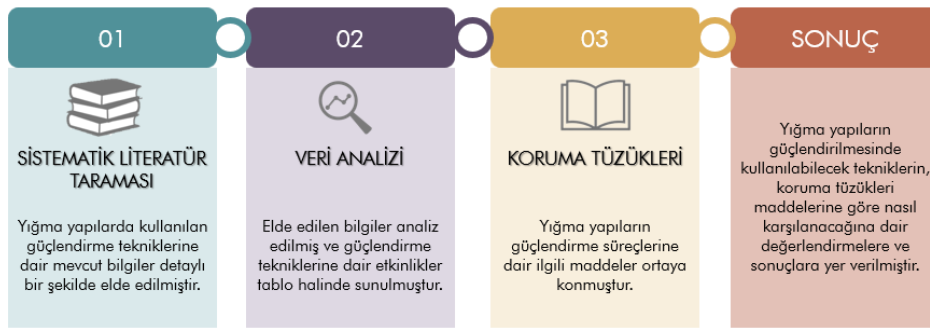 01
SİSTEMATİK LİTERATÜR
TARAMASI
Yığma yapılarda kullanılan
güçlendirme tekniklerine
dair mevcut bilgiler detaylı
bir şekilde elde edilmiştir.
02
VERİ ANALİZİ
Elde edilen bilgiler analiz
edilmiş ve güçlendirme
tekniklerine dair etkinlikler
tablo halinde sunulmuştur.
03
KORUMA TÜZÜKLERİ
Yığma yapıların
güçlendirme süreçlerine
dair ilgili maddeler ortaya
konmuştur.
SONUÇ
Yığma yapıların
güçlendirilmesinde
kullanılabilecek tekniklerin,
koruma tüzükleri
maddelerine göre nasıl
karşılanacağına dair
değerlendirmelere ve
sonuçlara yer verilmiştir.